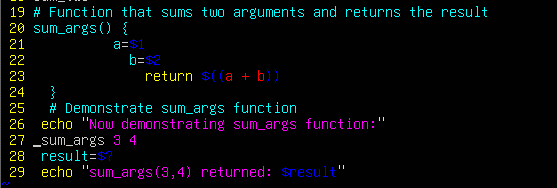 19 # Function that sums two arguments and returns the result
20 sum_args() {
21 a=$1
22 b=$2
23 return $((a + b))
24 }
25 # Demonstrate sum_args function
26 echo "Now demonstrating sum_args function:"
27 _sum_args 3 4
28 result=$?
29 echo "sum_args(3,4) returned: $result"
~